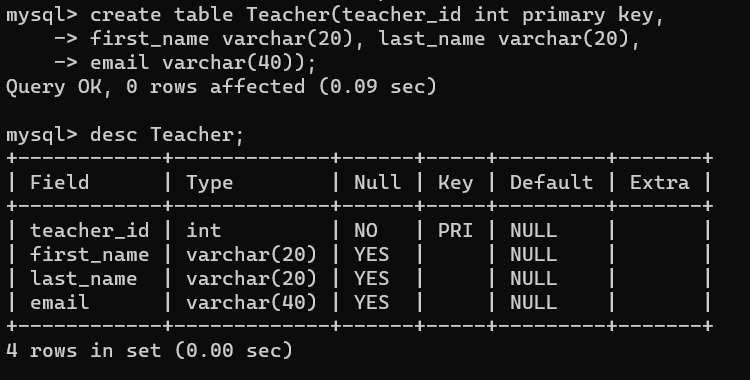 mysql> create table Teacher(teacher_id int primary key,
    -> first_name varchar(20), last_name varchar(20),
    -> email varchar(40));
Query OK, 0 rows affected (0.09 sec)

mysql> desc Teacher;
+------------+-------------+------+-----+---------+-------+
| Field      | Type        | Null | Key | Default | Extra |
+------------+-------------+------+-----+---------+-------+
| teacher_id | int         | NO   | PRI | NULL    |       |
| first_name | varchar(20) | YES  |     | NULL    |       |
| last_name  | varchar(20) | YES  |     | NULL    |       |
| email      | varchar(40) | YES  |     | NULL    |       |
+------------+-------------+------+-----+---------+-------+
4 rows in set (0.00 sec)